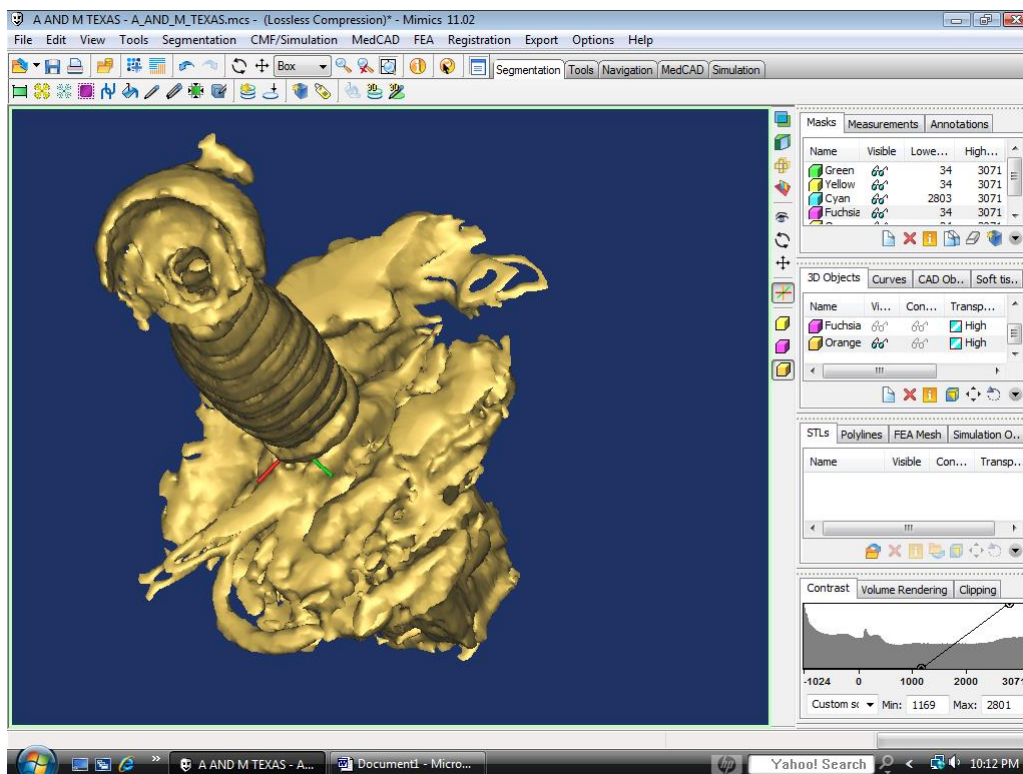 A AND M TEXAS - A_AND_M_TEXAS.mcs - (Lossless Compression)* - Mimics 11.02
File Edit View Tools Segmentation CMF/Simulation MedCAD FEA Registration Export Options Help
Box Segmentation Tools Navigation MedCAD Simulation
Masks Measurements Annotations
Name Visible Lowe... High...
Green 34 3071
Yellow 34 3071
Cyan 2803 3071
Fuchsia 34 3071
3D Objects Curves CAD Ob... Soft tis..
Name Vi... Con... Transp...
Fuchsia High
Orange High
STLs Polylines FEA Mesh Simulation O..
Name Visible Con... Transp..
Contrast Volume Rendering Clipping
-1024 0 1000 2000 3071
Custom sc Min: 1169 Max: 2801
A AND M TEXAS - A... Document1 - Micro... hp Yahoo! Search 10:12 PM